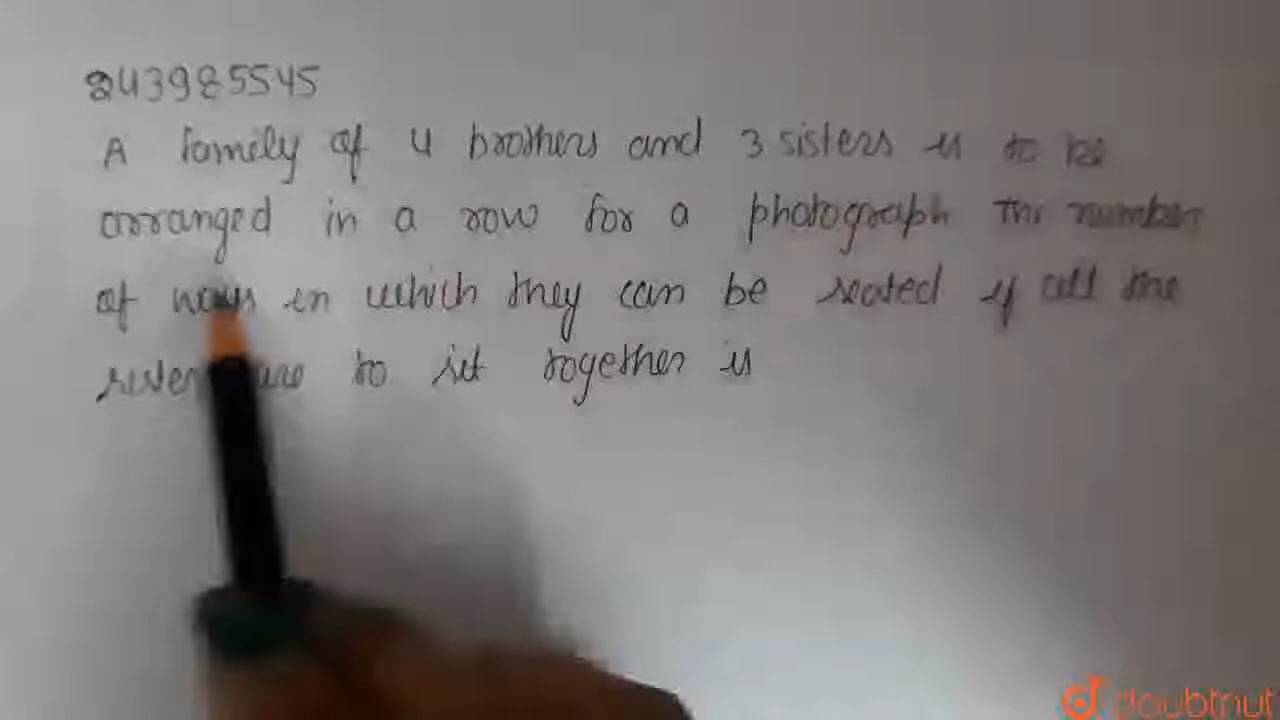 243985545
A family of 4 brothers and 3 sisters is to be
arranged in a row for a photograph The number
of ways in which they can be seated if all the
sisters are to sit together is
doubtnut